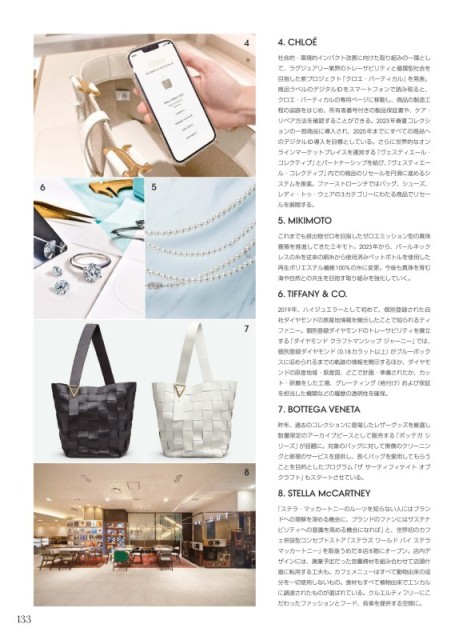 4
6
5
7
8
4. CHLOÉ
社会的・環境的インパクト改善に向けた取り組みの一環とし
て、ラグジュアリー業界のトレーサビリティと循環型社会を
目指した新プロジェクト「クロエ・バーティカル」を発表。
商品ラベルのデジタルIDをスマートフォンで読み取ると、
クロエ・バーティカルの専用ページに移動し、商品の製造工
程の追跡をはじめ、所有者番号付きの製品保証書や、ケア・
リペア方法を確認することができる。2023年春夏コレクシ
ョンの一部商品に導入され、2025年までにすべての商品へ
のデジタルID導入を目標としている。さらに世界的なオン
ラインマーケットプレイスを運営する「ヴェスティエール・
コレクティブ」とパートナーシップを結び、「ヴェスティエー
ル・コレクティブ」内での商品のリセールを円滑に進めるシ
ステムを推進。ファーストローンチではバッグ、シューズ、
レディ・トゥ・ウェアの3カテゴリーにわたる商品でリセー
ルを展開する。
5. MIKIMOTO
これまでも排出物ゼロを目指したゼロエミッション型の真珠
養殖を推進してきたミキモト。2023年から、パールネック
レスの糸を従来の絹糸から使用済みペットボトルを使用した
再生ポリエステル繊維100%の糸に変更。今後も真珠を育む
海や自然との共生を目指す取り組みを強化していく。
6. TIFFANY & CO.
2019年、ハイジュエラーとして初めて、個別登録された自
社ダイヤモンドの原産地情報を開示したことで知られるティ
ファニー。個別登録ダイヤモンドのトレーサビリティを確立
する「ダイヤモンド クラフトマンシップ ジャーニー」では、
個別登録ダイヤモンド（0.18カラット以上）がブルーボック
スに収められるまでの軌跡の情報を開示するほか、ダイヤモ
ンドの原産地域・原産国、どこで計画・準備されたか、カッ
ト・研磨をした工場、グレーティング（格付け）および保証
を担当した機関などの履歴の透明性を確保。
7. BOTTEGA VENETA
昨年、過去のコレクションに登場したレザーグッズを厳選し
数量限定のアーカイブピースとして販売する「ボッテガ シ
リーズ」が話題に。対象のバッグに対して無償のクリーニン
グと修理のサービスを提供し、長くバッグを愛用してもらう
ことを目的としたプログラム「ザ サーティフィケイト オブ
クラフト」もスタートさせている。
8. STELLA McCARTNEY
「ステラ・マッカートニーのルーツを知らない人にはブラン
ドへの理解を深める機会に、ブランドのファンにはサステナ
ビリティへの意識を高める機会になれば」と、世界初のカフ
ェ併設型コンセプトストア「ステラズ ワールド バイ ステラ
マッカートニー」を阪急うめだ本店8階にオープン。店内デ
ザインには、廃棄予定だった音響資材を組み合わせて店頭什
器に転用する工夫も。カフェメニューはすべて動物由来の成
分を一切使用しないもの。食材もすべて植物由来でエシカル
に調達されたものが選ばれている。クルエルティフリーにこ
だわったファッションとフード、音楽を提供する空間に。
133